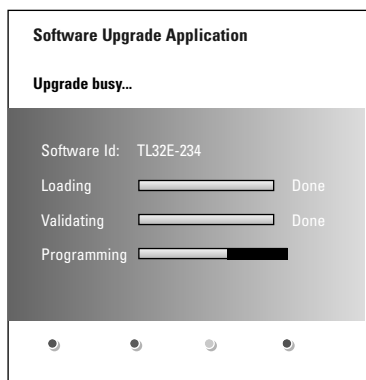 Software Upgrade Application
Upgrade busy...
Software Id: TL32E-234
Loading Done
Validating Done
Programming